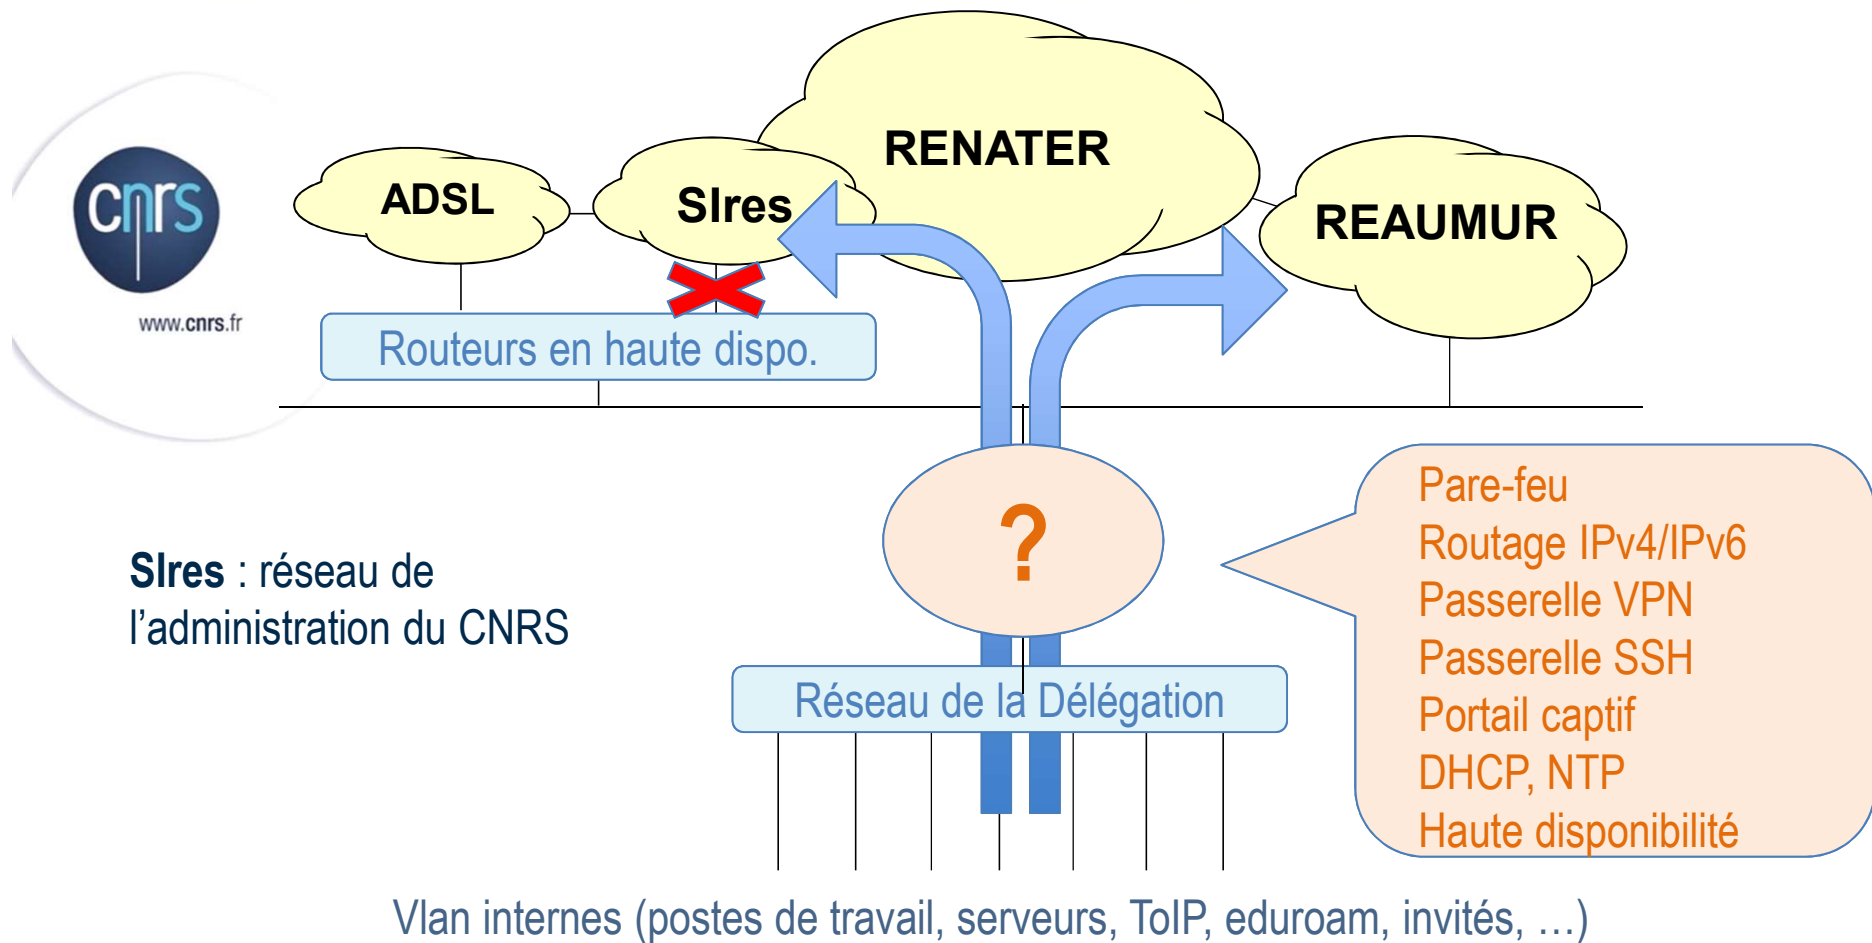 RENATER
ADSL
SIres
REAUMUR
cnrs
www.cnrs.fr
Routeurs en haute dispo.
?
Pare-feu
Routage IPv4/IPv6
Passerelle VPN
Passerelle SSH
Portail captif
DHCP, NTP
Haute disponibilité
SIres : réseau de
l’administration du CNRS
Réseau de la Délégation
Vlan internes (postes de travail, serveurs, ToIP, eduroam, invités, …)